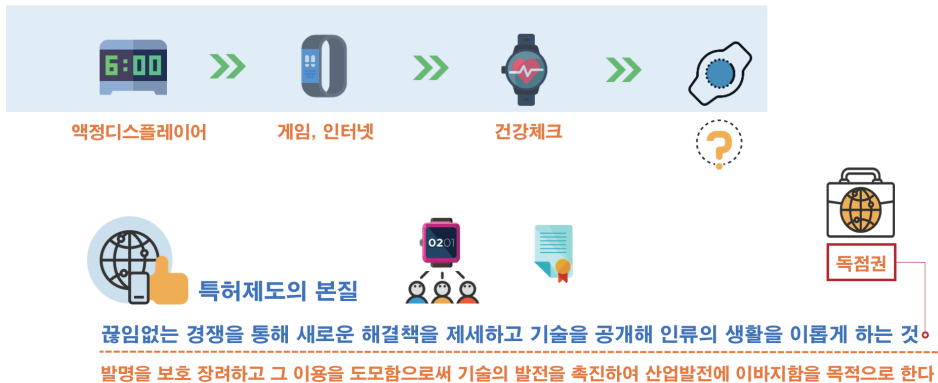 6:00
액정디스플레이어
게임, 인터넷
건강체크
?
독점권
0201
특허제도의 본질
끊임없는 경쟁을 통해 새로운 해결책을 제세하고 기술을 공개해 인류의 생활을 이롭게 하는 것
발명을 보호 장려하고 그 이용을 도모함으로써 기술의 발전을 촉진하여 산업발전에 이바지함을 목적으로 한다